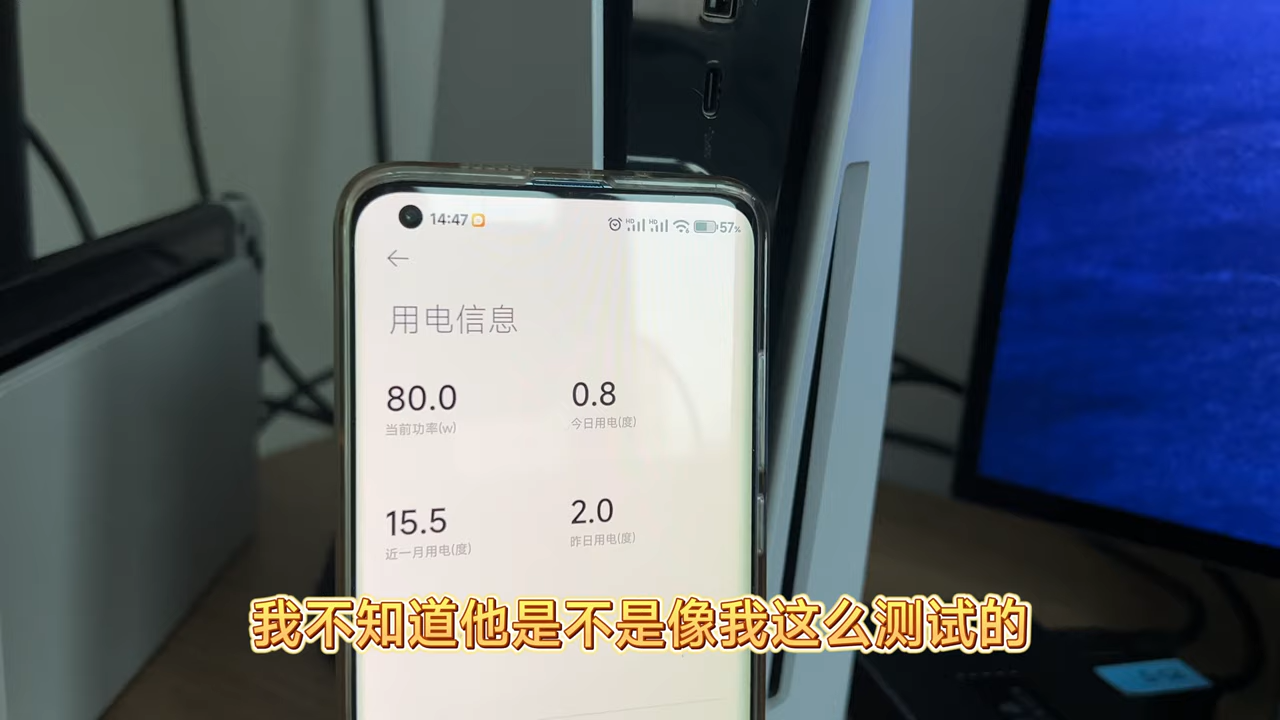 14:47
HD HD 57%
用电信息
80.0 0.8
当前功率(w) 今日用电(度)
15.5 2.0
近一月用电(度) 昨日用电(度)
我不知道他是不是像我这么测试的